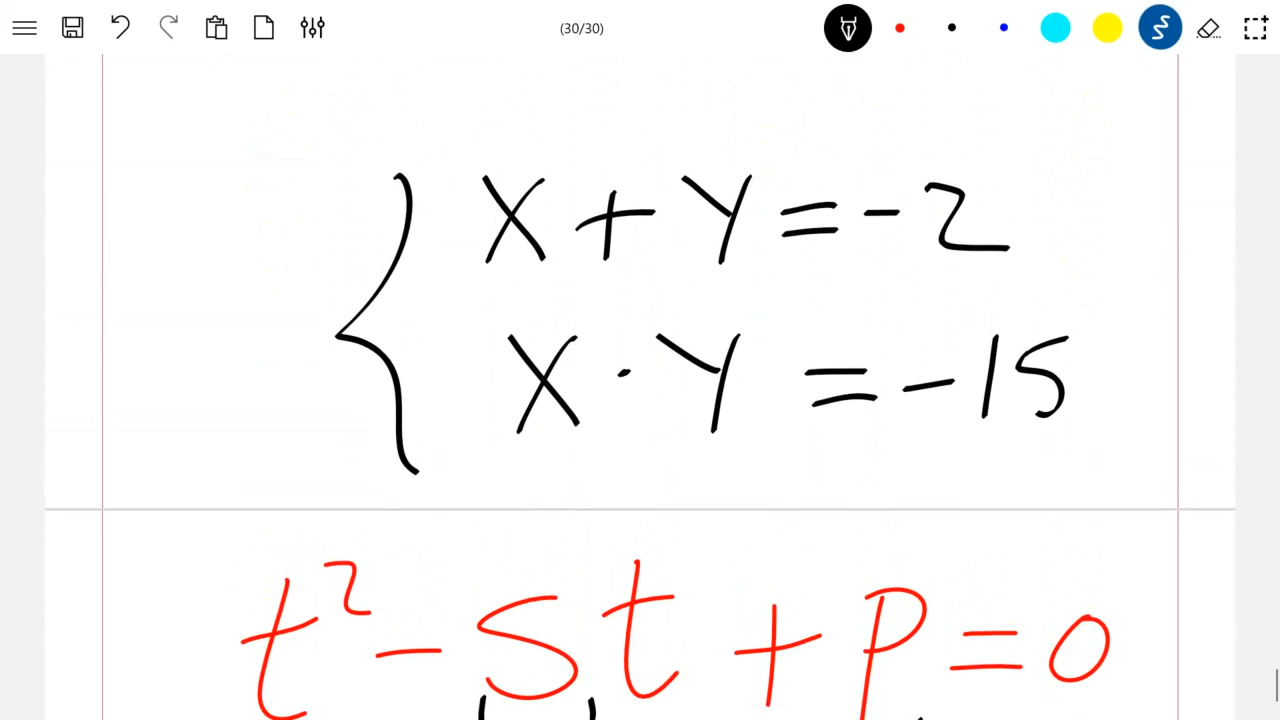 (30/30)
X + Y = - 2
X · Y = - 15
t² - St + P = 0